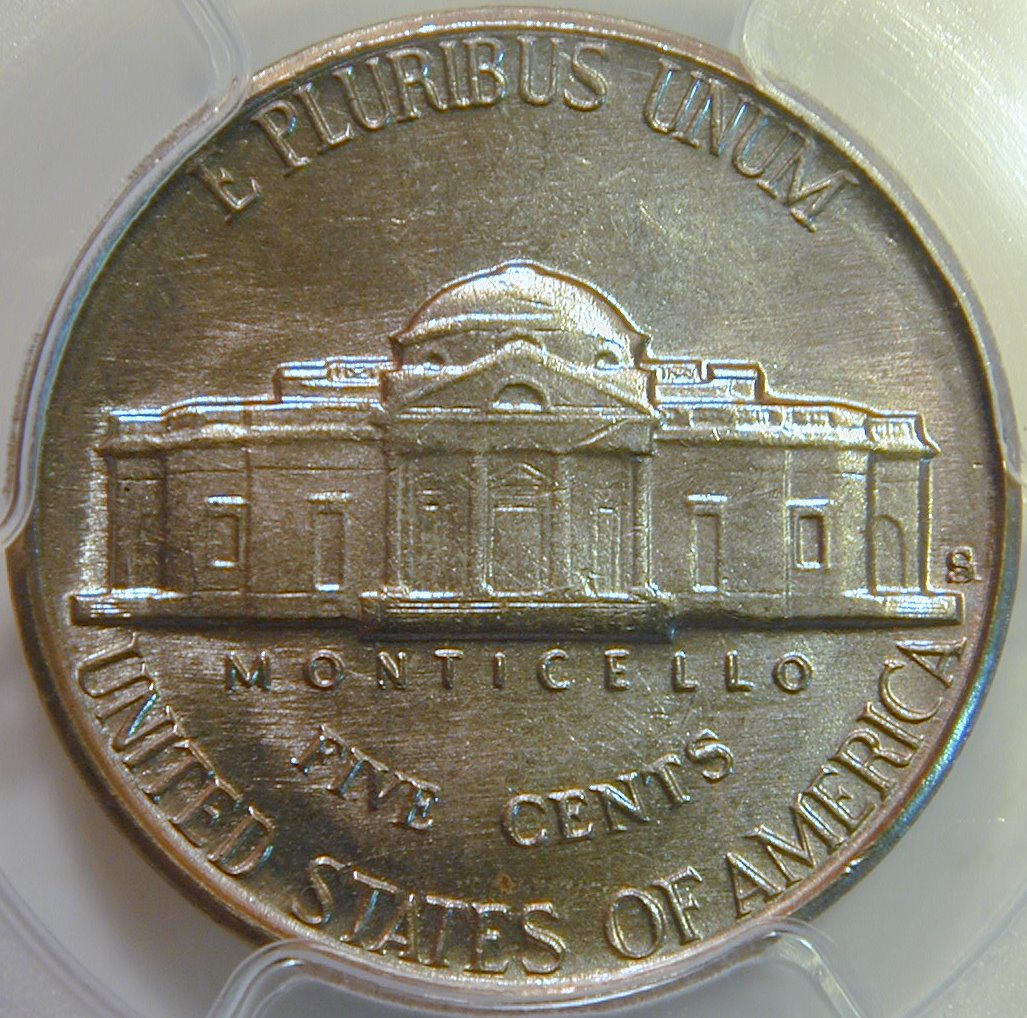 E PLURIBUS UNUM
S
MONTICELLO
FIVE CENTS
UNITED STATES OF AMERICA